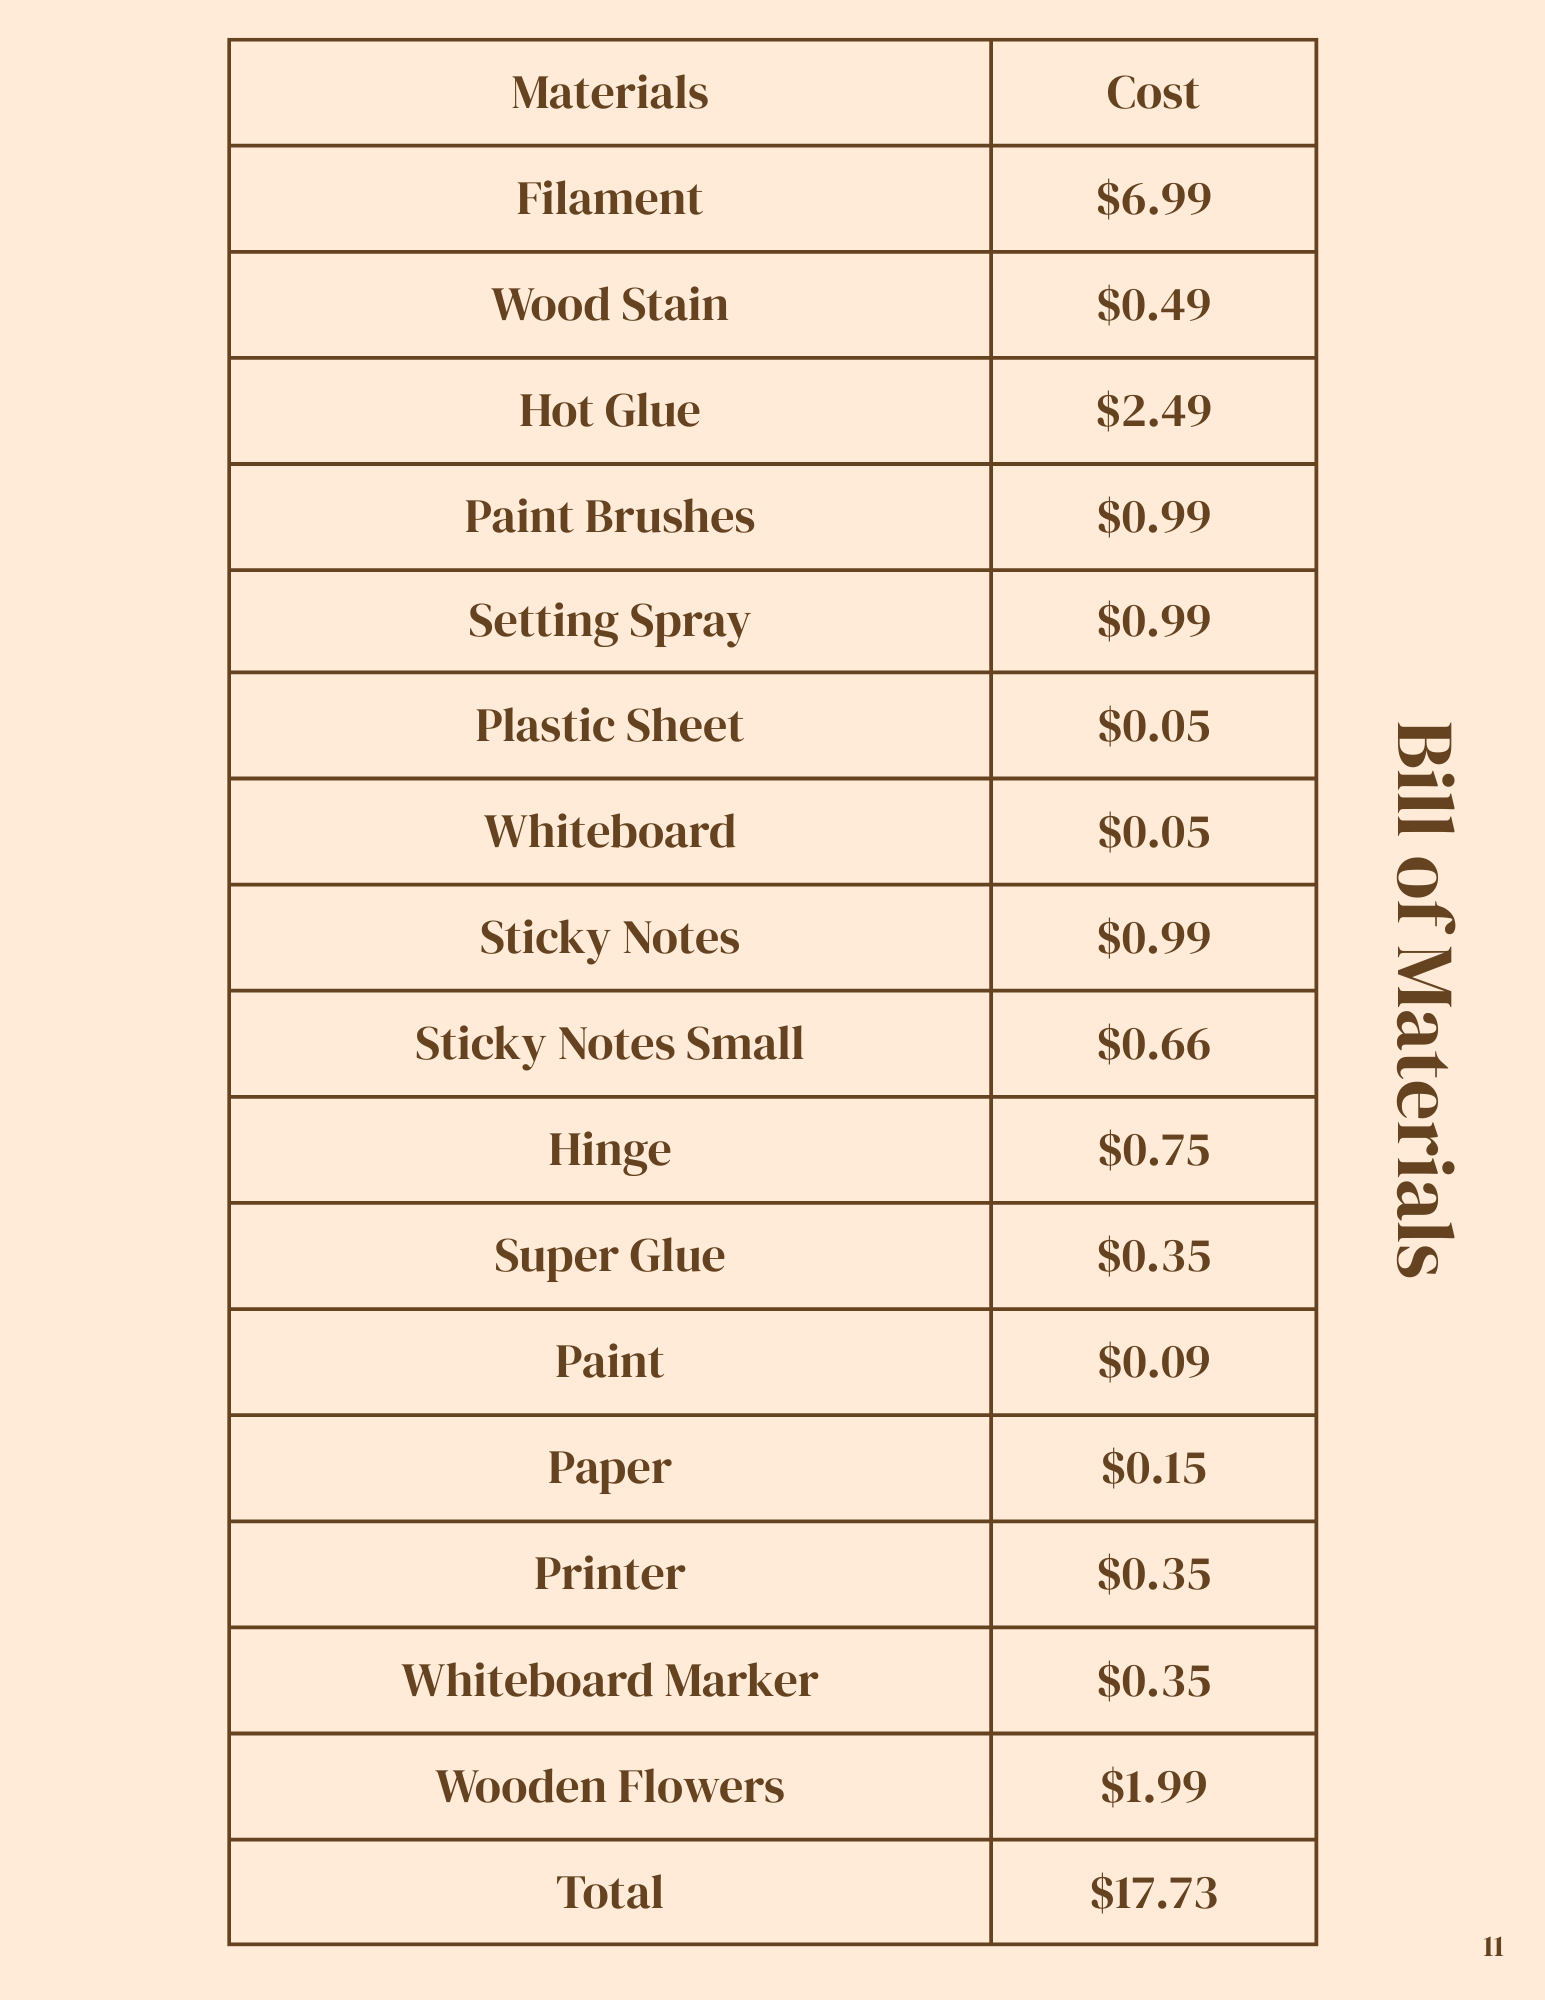 Materials Cost
Filament $6.99
Wood Stain $0.49
Hot Glue $2.49
Paint Brushes $0.99
Setting Spray $0.99
Plastic Sheet $0.05
Whiteboard $0.05
Sticky Notes $0.99
Sticky Notes Small $0.66
Hinge $0.75
Super Glue $0.35
Paint $0.09
Paper $0.15
Printer $0.35
Whiteboard Marker $0.35
Wooden Flowers $1.99
Total $17.73
Bill of Materials
11